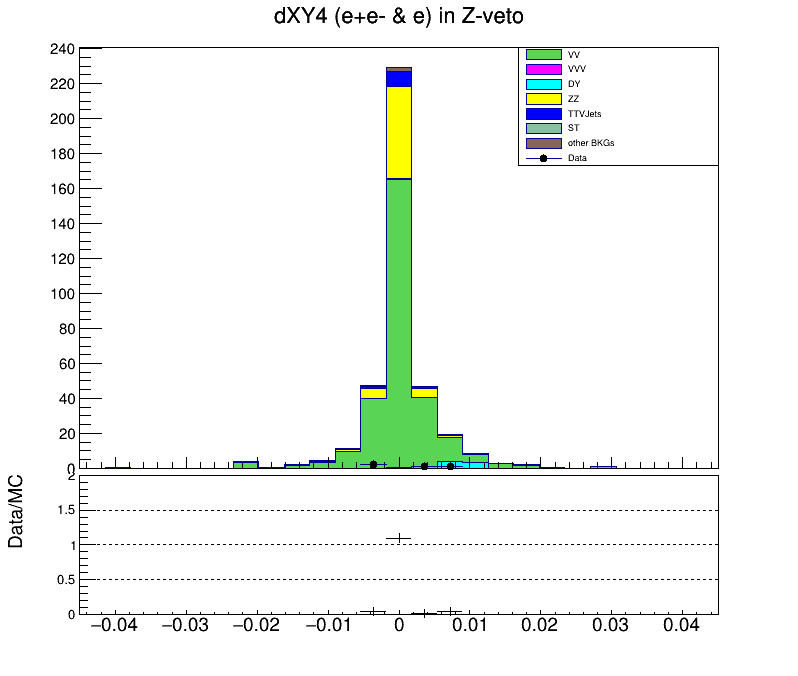 dXY4 (e+e- & e) in Z-veto
240
220
200
180
160
140
120
100
80
60
40
20
0
VV
VVV
DY
ZZ
TTVJets
ST
other BKGs
Data
Data/MC
2
1.5
1
0.5
0
−0.04 −0.03 −0.02 −0.01 0 0.01 0.02 0.03 0.04